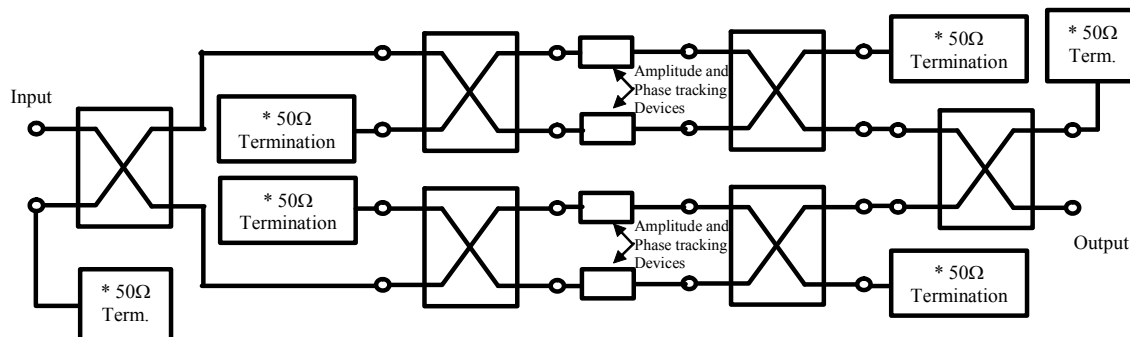 * 50Ω
Termination
* 50Ω
Term.
Input
Amplitude and
Phase tracking
Devices
* 50Ω
Termination
* 50Ω
Termination
Amplitude and
Phase tracking
Devices
Output
* 50Ω
Term.
* 50Ω
Termination